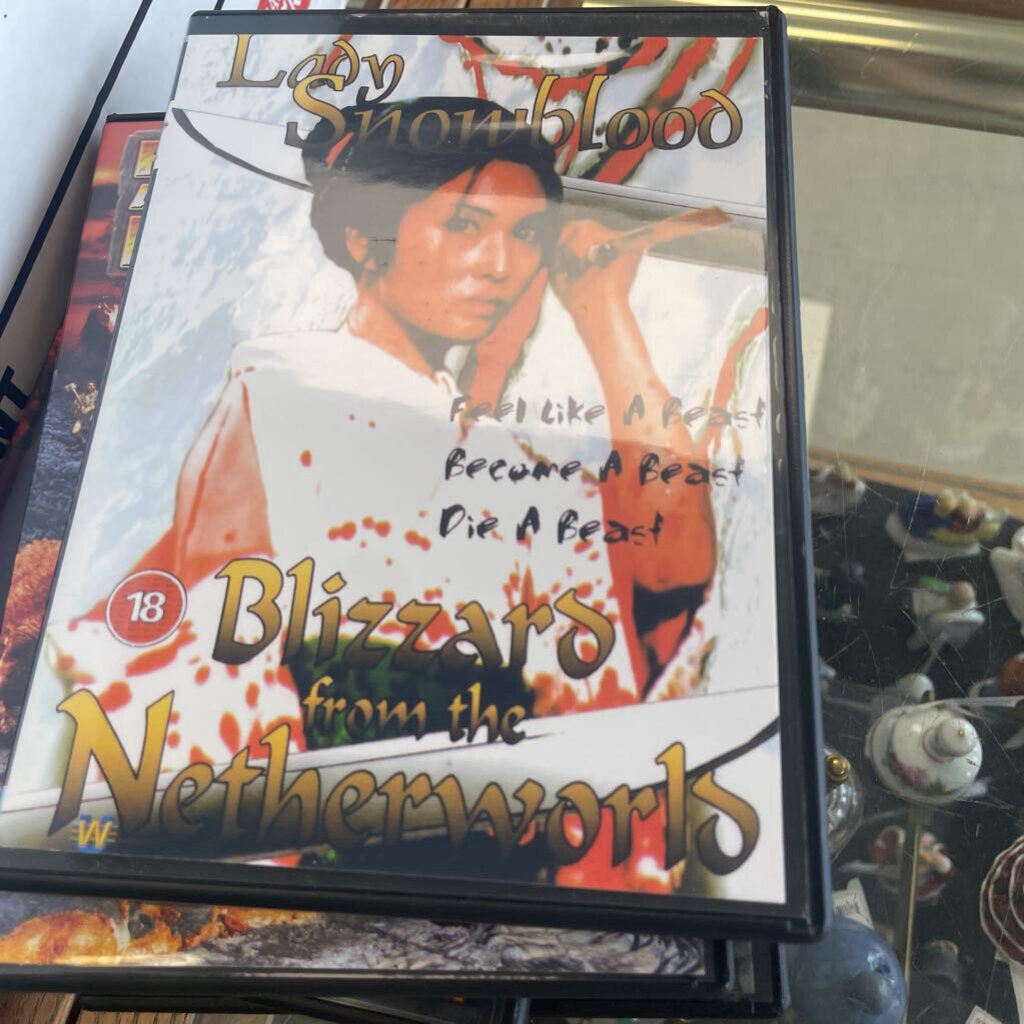 Lady
Snowblood
Feel Like A Beast
Become A Beast
Die A Beast
18
Blizzard
from the
Netherworld
W